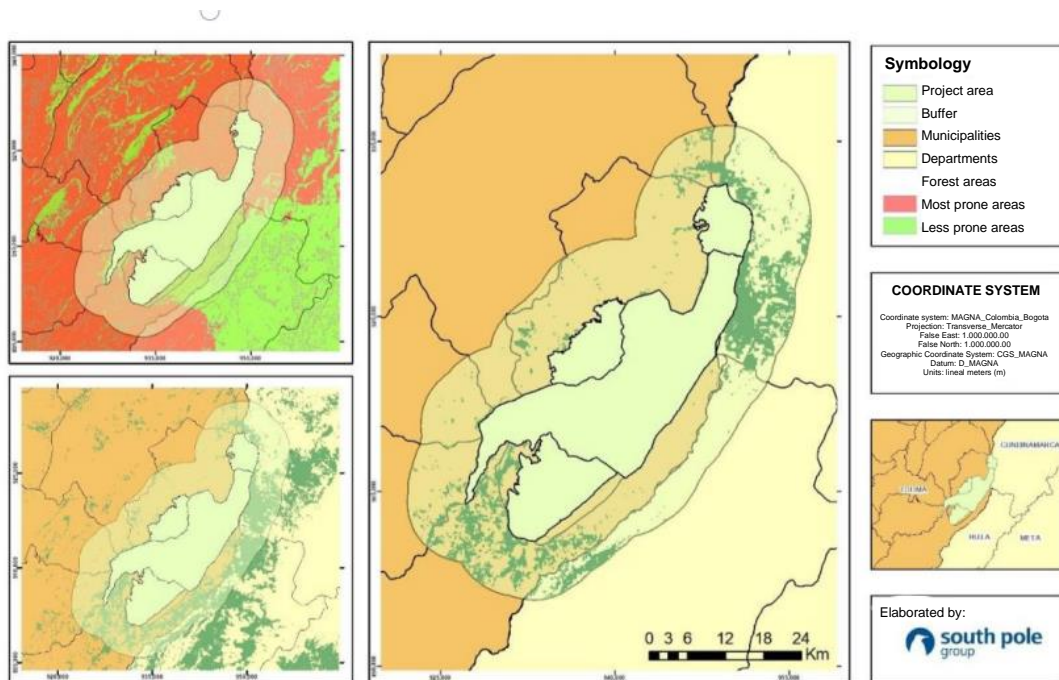 Symbology
Project area
Buffer
Municipalities
Departments
Forest areas
Most prone areas
Less prone areas
COORDINATE SYSTEM
Coordinate system: MAGNA_Colombia_Bogota
Projection: Transverse_Mercator
False East: 1.000.000.00
False North: 1.000.000.00
Geographic Coordinate System: CGS_MAGNA
Datum: D_MAGNA
Units: lineal meters (m)
HUILA
META
0 3 6 12 18 24
Km
Elaborated by:
south pole
group